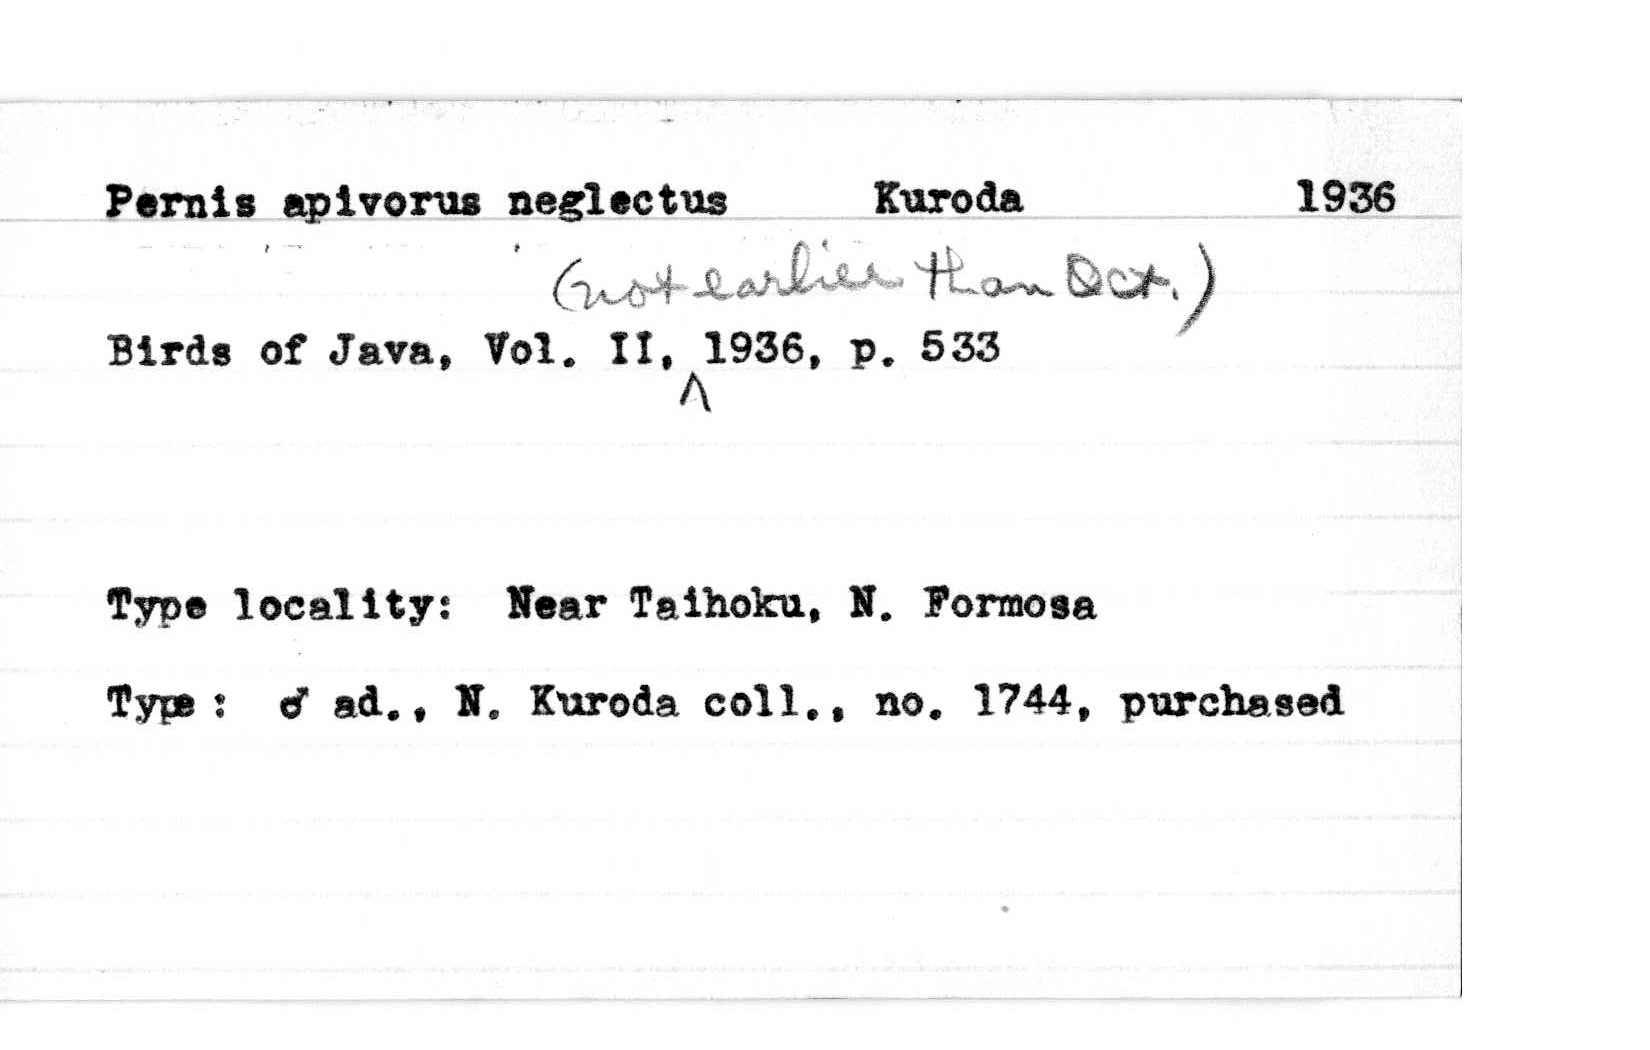 Pernis apivorus neglectus Kuroda 1936
(not earlier than Oct.)
Birds of Java, Vol. II, ^ 1936, p. 533
Type locality: Near Taihoku, N. Formosa
Type: ♂ ad., N. Kuroda coll., no. 1744, purchased